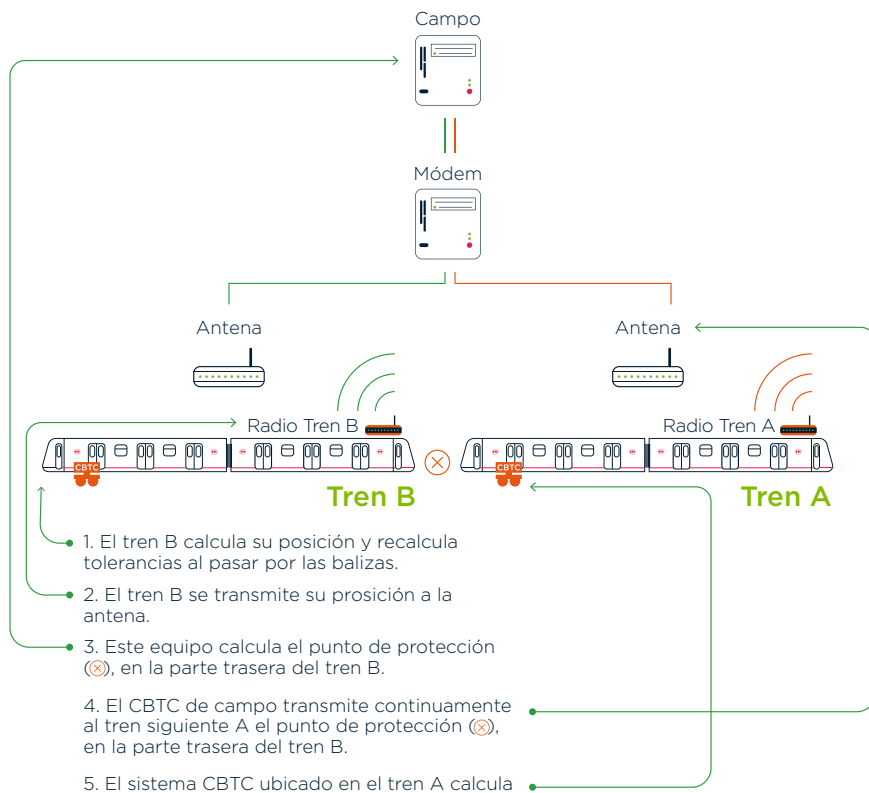 Campo
Módem
Antena
Antena
Radio Tren B
Radio Tren A
CBTC
CBTC
Tren B
Tren A
1. El tren B calcula su posición y recalcula
tolerancias al pasar por las balizas.
2. El tren B se transmite su prosición a la
antena.
3. Este equipo calcula el punto de protección
(⊗), en la parte trasera del tren B.
4. El CBTC de campo transmite continuamente
al tren siguiente A el punto de protección (⊗),
en la parte trasera del tren B.
5. El sistema CBTC ubicado en el tren A calcula